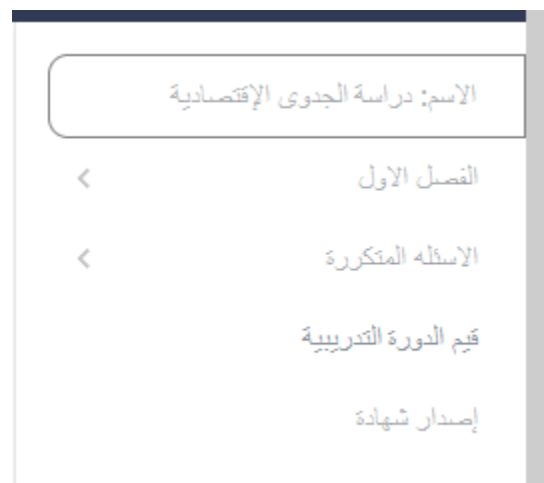 الاسم: دراسة الجدوى الإقتصادية
الفصل الاول
الاسئله المتكررة
قيم الدورة التدريبية
إصدار شهادة